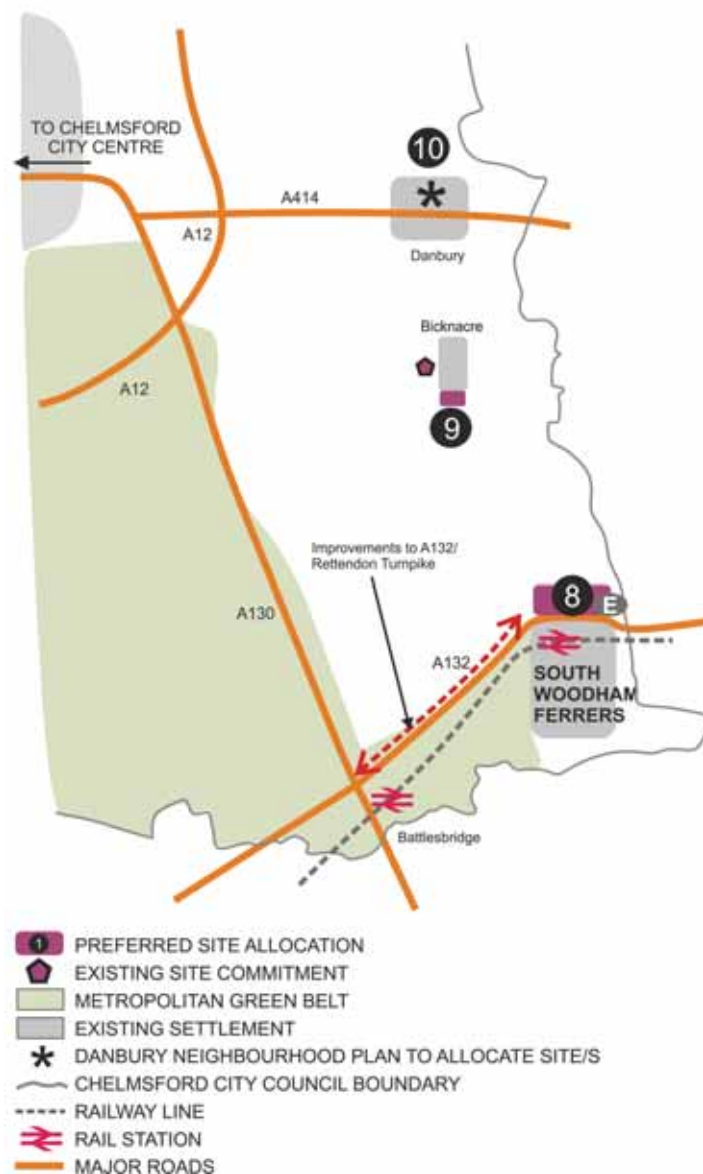 TO CHELMSFORD
CITY CENTRE
10
A414
A12
Danbury
Bicknacre
A12
9
Improvements to A132/
Rettendon Turnpike
8
E
A130
A132
SOUTH
WOODHAM
FERRERS
Battlesbridge
1 PREFERRED SITE ALLOCATION
EXISTING SITE COMMITMENT
METROPOLITAN GREEN BELT
EXISTING SETTLEMENT
DANBURY NEIGHBOURHOOD PLAN TO ALLOCATE SITE/S
CHELMSFORD CITY COUNCIL BOUNDARY
RAILWAY LINE
RAIL STATION
MAJOR ROADS